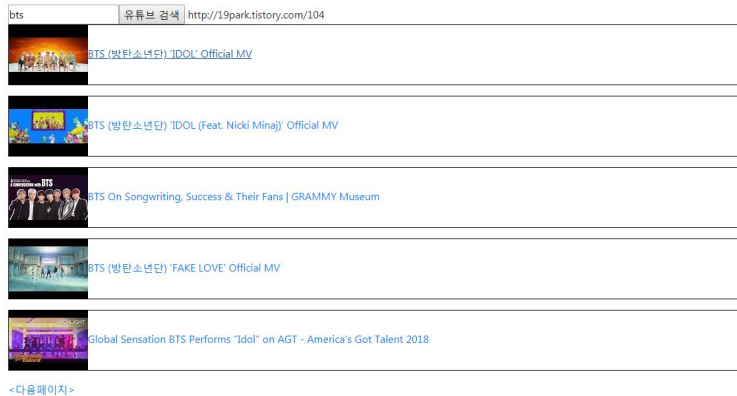 bts 유튜브 검색 http://19park.tistory.com/104
BTS (방탄소년단) 'IDOL' Official MV
BTS (방탄소년단) 'IDOL (Feat. Nicki Minaj)' Official MV
A CONVERSATION with BTS
BTS On Songwriting, Success & Their Fans | GRAMMY Museum
BTS (방탄소년단) 'FAKE LOVE' Official MV
Global Sensation BTS Performs "Idol" on AGT - America's Got Talent 2018
<다음페이지>